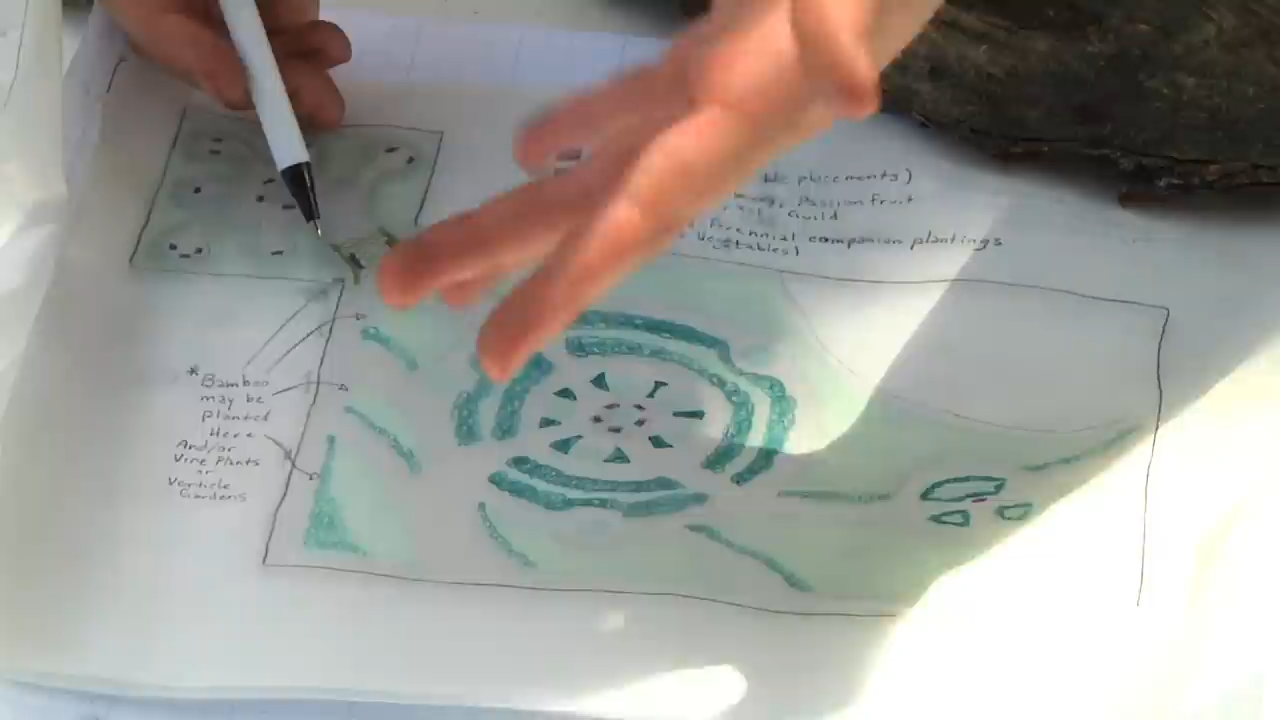 placements)
Passion fruit
Guild
Perennial companion plantings
Vegetables)
* Bamboo
may be
planted
Here
And/or
Vine Plants
or
Verticle
Gardens